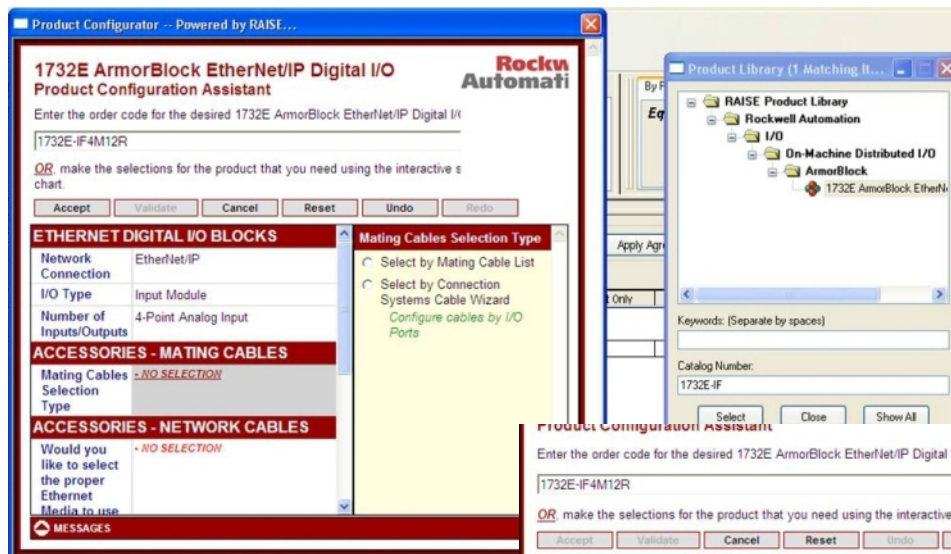 Product Configurator -- Powered by RAISE...
1732E ArmorBlock EtherNet/IP Digital I/O
Product Configuration Assistant
Rockw
Automati
Enter the order code for the desired 1732E ArmorBlock EtherNet/IP Digital I/(
1732E-IF4M12R
OR, make the selections for the product that you need using the interactive s
chart.
Accept Validate Cancel Reset Undo Redo
ETHERNET DIGITAL I/O BLOCKS
Network Connection
EtherNet/IP
I/O Type
Input Module
Number of Inputs/Outputs
4-Point Analog Input
ACCESSORIES - MATING CABLES
Mating Cables Selection Type
- NO SELECTION
ACCESSORIES - NETWORK CABLES
Would you like to select the proper Ethernet Media to use
- NO SELECTION
MESSAGES
Mating Cables Selection Type
Select by Mating Cable List
Select by Connection Systems Cable Wizard
Configure cables by I/O Ports
By F
Eq
Apply Agr
t Only
Product Library (1 Matching It...
RAISE Product Library
Rockwell Automation
I/O
On-Machine Distributed I/O
ArmorBlock
1732E ArmorBlock EtherN
Keywords: (Separate by spaces)
Catalog Number:
1732E-IF
Select Close Show All
Product Configuration Assistant
Enter the order code for the desired 1732E ArmorBlock EtherNet/IP Digital
1732E-IF4M12R
OR, make the selections for the product that you need using the interactive
Accept Validate Cancel Reset Undo